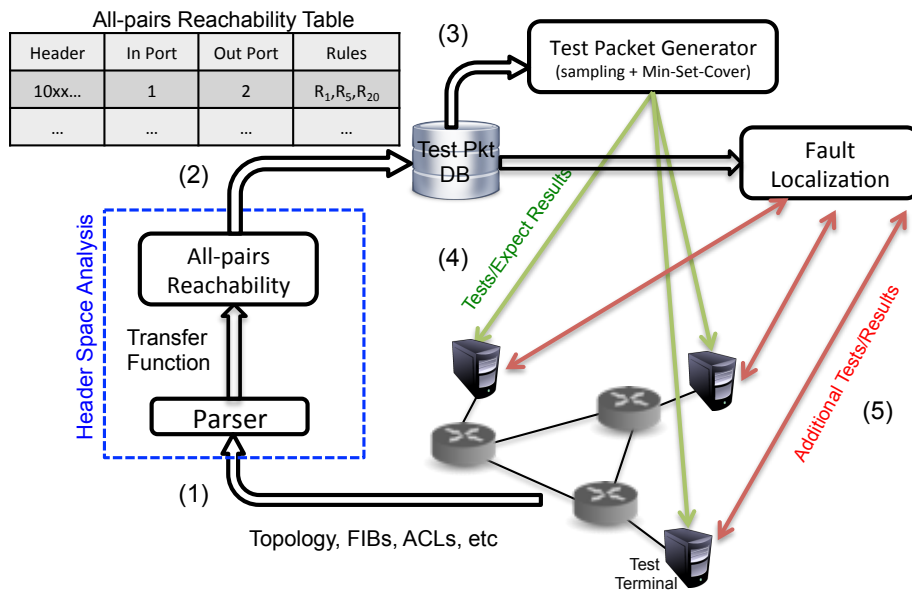 All-pairs Reachability Table
Header In Port Out Port Rules
10xx... 1 2 R1,R5,R20
... ... ... ...
(3)
Test Packet Generator
(sampling + Min-Set-Cover)
(2)
Test Pkt
DB
Fault
Localization
Header Space Analysis
All-pairs
Reachability
Transfer
Function
Parser
(4)
Tests/Expect Results
Additional Tests/Results
(5)
(1)
Topology, FIBs, ACLs, etc
Test
Terminal